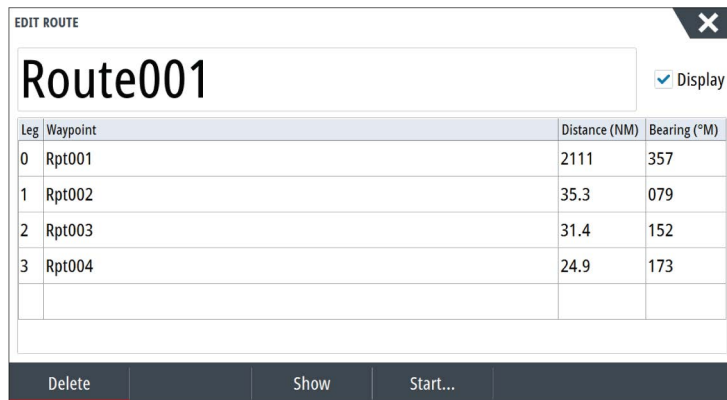 EDIT ROUTE
Route001
Display
Leg Waypoint Distance (NM) Bearing (°M)
0 Rpt001 2111 357
1 Rpt002 35.3 079
2 Rpt003 31.4 152
3 Rpt004 24.9 173
Delete Show Start...